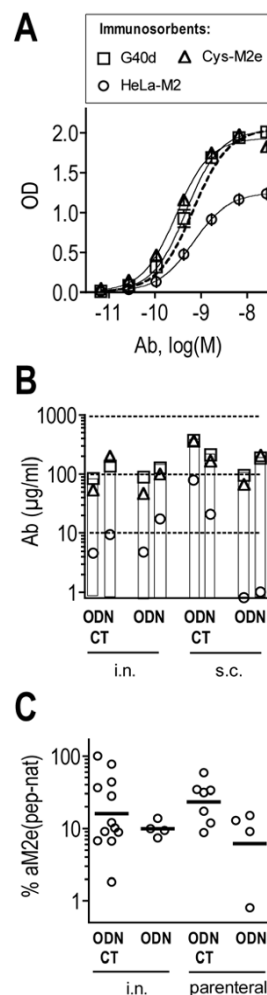 A
Immunosorbents:
G40d Cys-M2e
HeLa-M2
OD
2.0
1.5
1.0
0.5
0.0
-11 -10 -9 -8
Ab, log(M)
B
Ab (µg/ml)
1000
100
10
1
ODN CT ODN ODN CT ODN
i.n. s.c.
C
% aM2e(pep-nat)
100
10
1
ODN CT ODN ODN CT ODN
i.n. parenteral